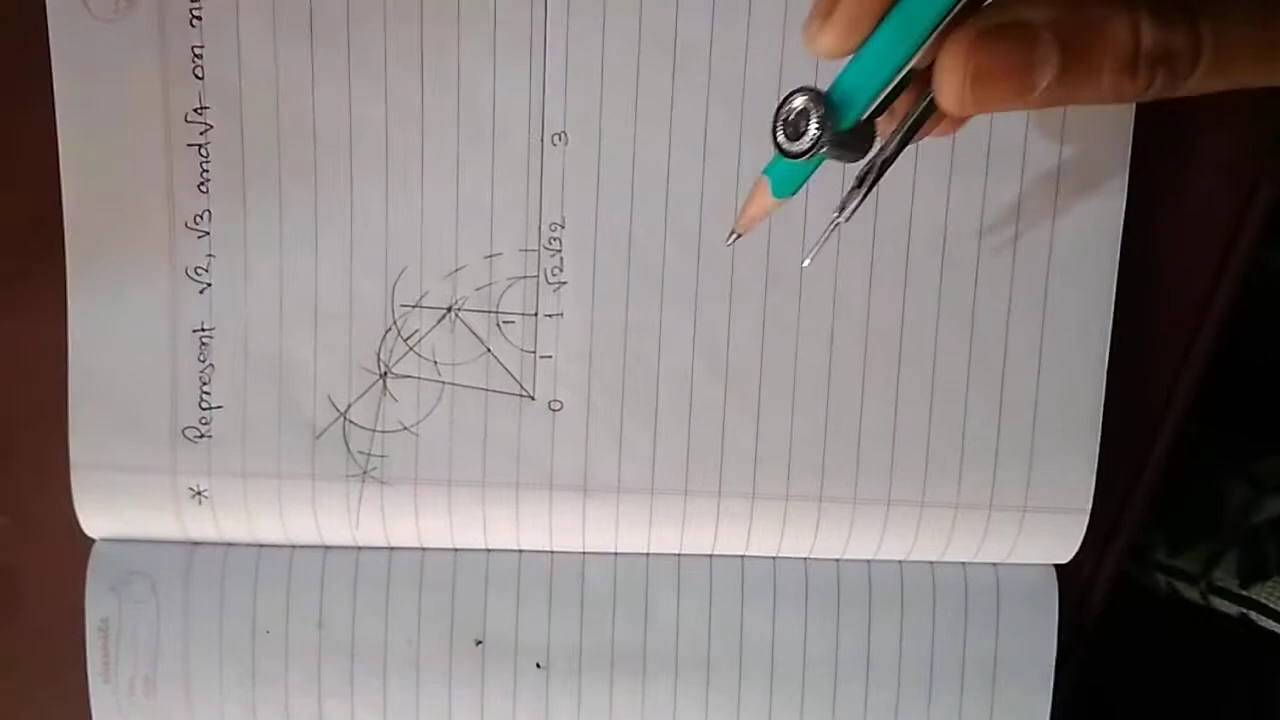 * Represent √2, √3 and √4 on
1
1
0 1 √2 √3 2 3